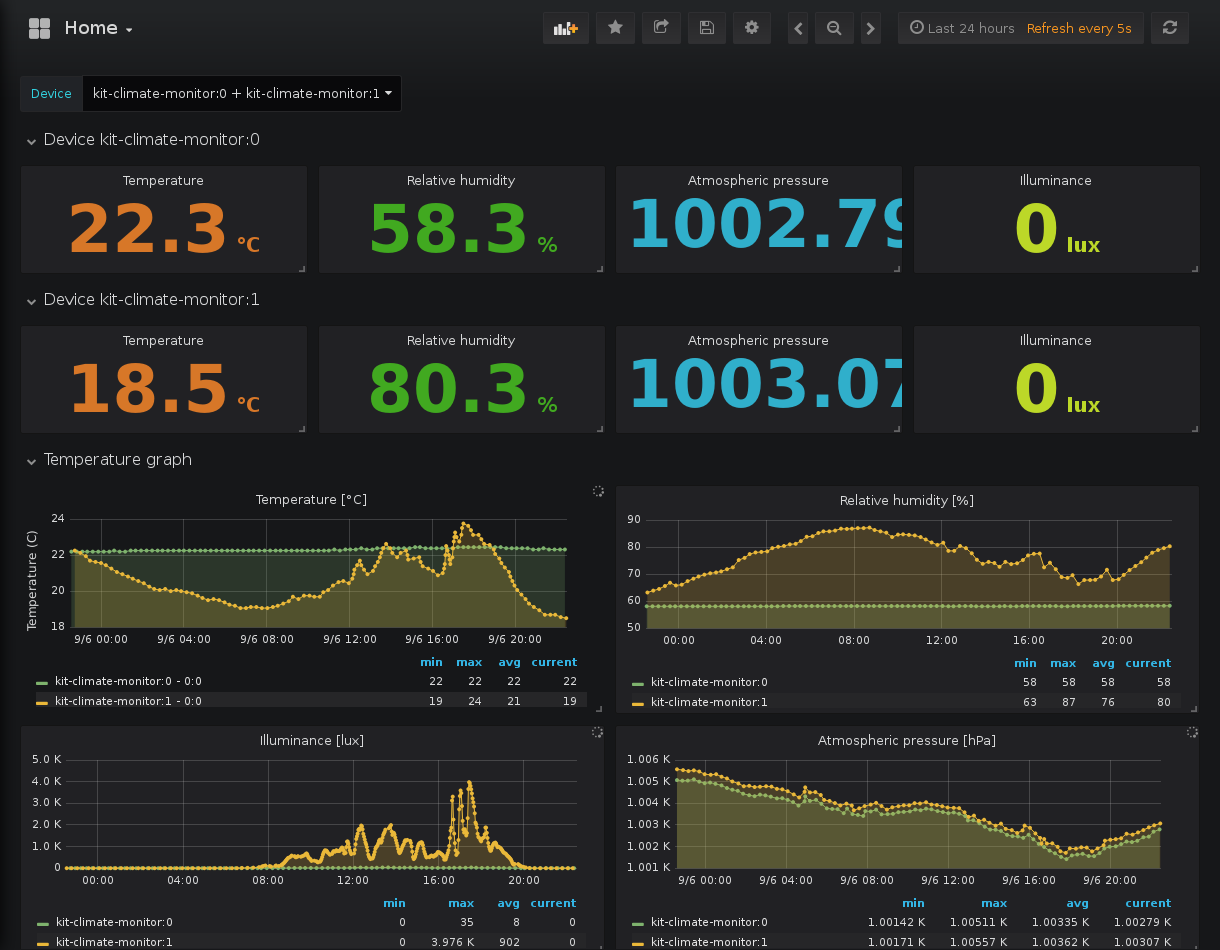 Home
Last 24 hours Refresh every 5s
Device kit-climate-monitor:0 + kit-climate-monitor:1
Device kit-climate-monitor:0
Temperature Relative humidity Atmospheric pressure Illuminance
22.3 °C 58.3 % 1002.79 0 lux
Device kit-climate-monitor:1
Temperature Relative humidity Atmospheric pressure Illuminance
18.5 °C 80.3 % 1003.07 0 lux
Temperature graph
Temperature [°C]
Temperature (C)
24
22
20
18
9/6 00:00 9/6 04:00 9/6 08:00 9/6 12:00 9/6 16:00 9/6 20:00
min max avg current
kit-climate-monitor:0 - 0:0 22 22 22 22
kit-climate-monitor:1 - 0:0 19 24 21 19
Relative humidity [%]
90
80
70
60
50
00:00 04:00 08:00 12:00 16:00 20:00
min max avg current
kit-climate-monitor:0 58 58 58 58
kit-climate-monitor:1 63 87 76 80
Illuminance [lux]
5.0 K
4.0 K
3.0 K
2.0 K
1.0 K
0
00:00 04:00 08:00 12:00 16:00 20:00
min max avg current
kit-climate-monitor:0 0 35 8 0
kit-climate-monitor:1 0 3.976 K 902 0
Atmospheric pressure [hPa]
1.006 K
1.005 K
1.004 K
1.003 K
1.002 K
1.001 K
9/6 00:00 9/6 04:00 9/6 08:00 9/6 12:00 9/6 16:00 9/6 20:00
min max avg current
kit-climate-monitor:0 1.00142 K 1.00511 K 1.00335 K 1.00279 K
kit-climate-monitor:1 1.00171 K 1.00557 K 1.00362 K 1.00307 K